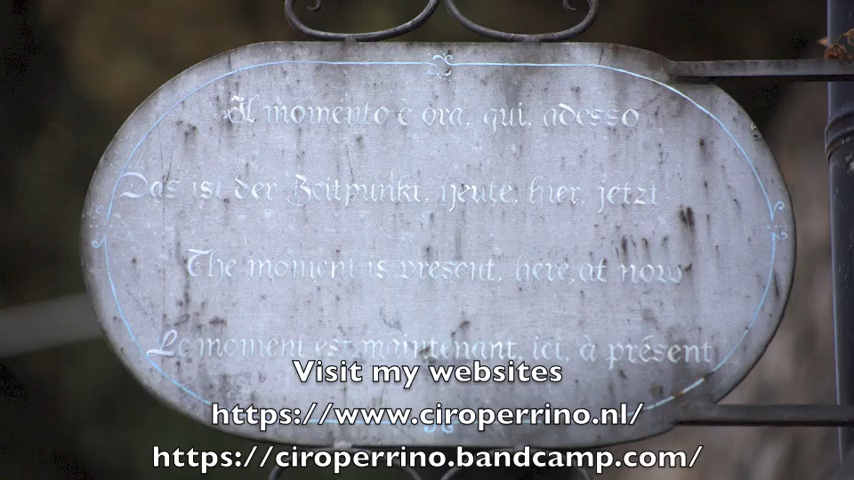 Il momento è ora, qui, adesso
Das ist der Zeitpunkt, heute, hier, jetzt
The moment is present, here, at now
Le moment est maintenant, ici, à présent
Visit my websites
https://www.ciroperrino.nl/
https://ciroperrino.bandcamp.com/